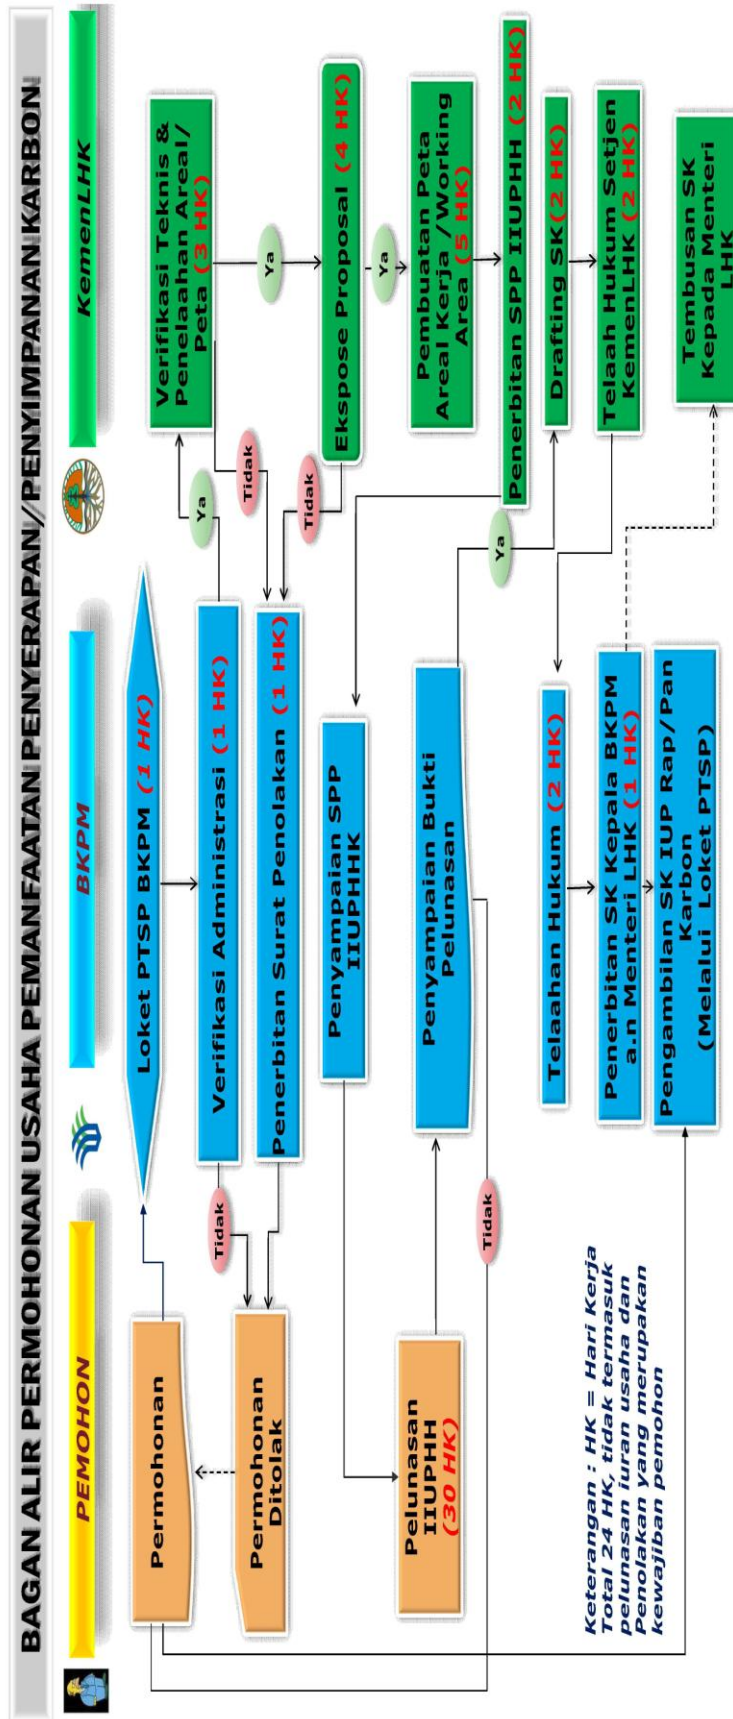 BAGAN ALIR PERMOHONAN USAHA PEMANFAATAN PENYERAPAN/PENYIMPANAN KARBON.
PEMOHON
BKPM
KemenLHK
Permohonan
Permohonan
Ditolak
Pelunasan
IIUPHH
(30 HK)
Keterangan : HK = Hari Kerja
Total 24 HK, tidak termasuk
pelunasan iuran usaha dan
Penolakan yang merupakan
kewajiban pemohon
Loket PTSP BKPM (1 HK)
Verifikasi Administrasi (1 HK)
Tidak
Ya
Penerbitan Surat Penolakan (1 HK)
Penyampaian SPP
IIUPHHK
Penyampaian Bukti
Pelunasan
Tidak
Ya
Telaahan Hukum (2 HK)
Penerbitan SK Kepala BKPM
a.n Menteri LHK (1 HK)
Pengambilan SK IUP Rap/Pan
Karbon
(Melalui Loket PTSP)
Verifikasi Teknis &
Penelaahan Areal/
Peta (3 HK)
Tidak
Ya
Ekspose Proposal (4 HK)
Tidak
Ya
Pembuatan Peta
Areal Kerja /Working
Area (5 HK)
Penerbitan SPP IIUPHH (2 HK)
Drafting SK(2 HK)
Telaah Hukum Setjen
KemenLHK (2 HK)
Tembusan SK
Kepada Menteri
LHK